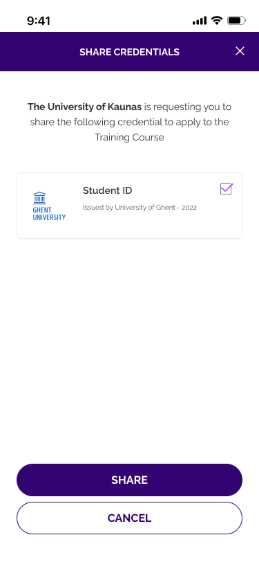 9:41
SHARE CREDENTIALS
The University of Kaunas is requesting you to
share the following credential to apply to the
Training Course
Student ID
Issued by University of Ghent - 2022
GHENT
UNIVERSITY
SHARE
CANCEL